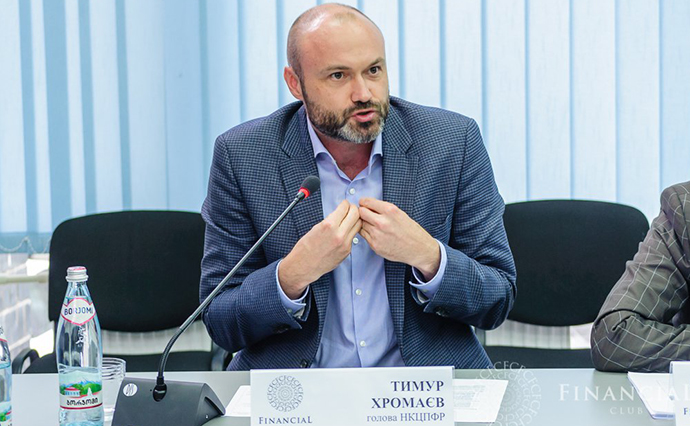 BORJOMI
ბორჯომი
FINANCIAL
ТИМУР
ХРОМАЄВ
голова НКЦПФР
FINANCIAL
CLUB